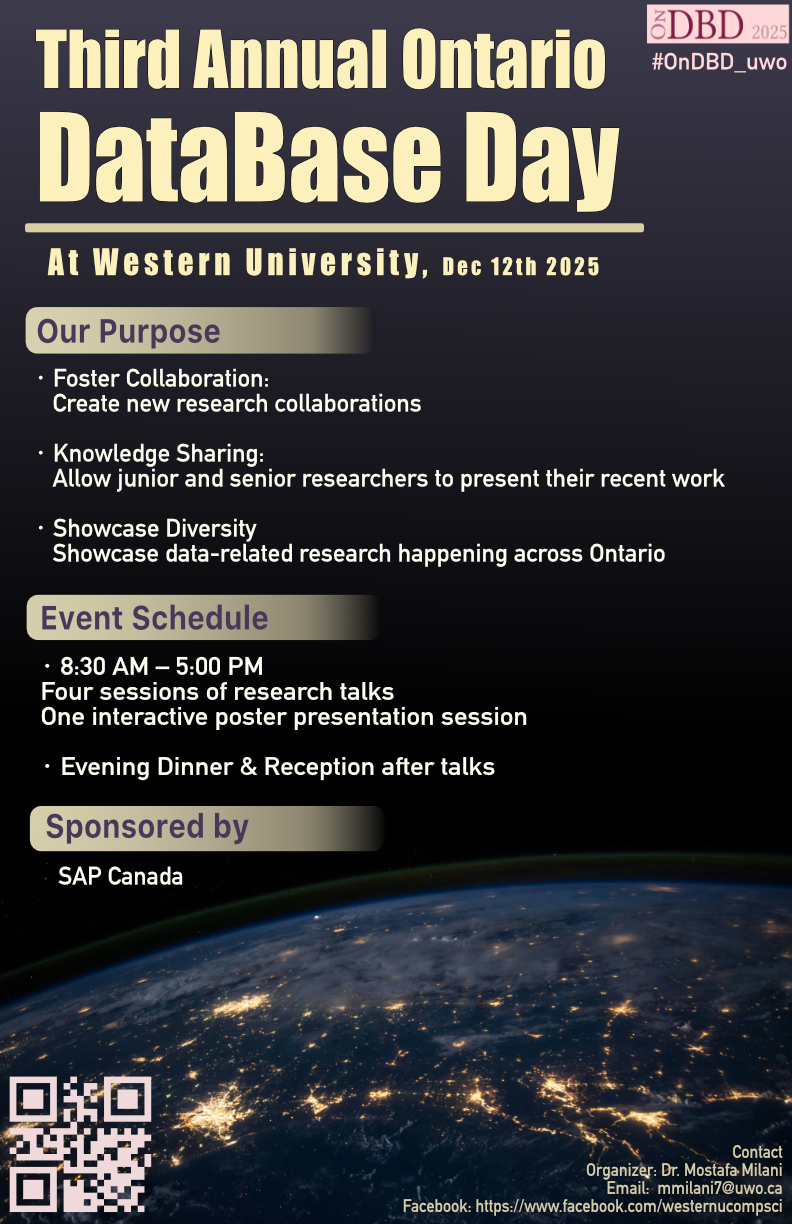 Third Annual Ontario
DataBase Day
ON DBD 2025
#OnDBD_uwo
At Western University, Dec 12th 2025
Our Purpose
· Foster Collaboration:
Create new research collaborations
· Knowledge Sharing:
Allow junior and senior researchers to present their recent work
· Showcase Diversity
Showcase data-related research happening across Ontario
Event Schedule
· 8:30 AM – 5:00 PM
Four sessions of research talks
One interactive poster presentation session
· Evening Dinner & Reception after talks
Sponsored by
SAP Canada
Contact
Organizer: Dr. Mostafa Milani
Email: mmilani7@uwo.ca
Facebook: https://www.facebook.com/westernucompsci